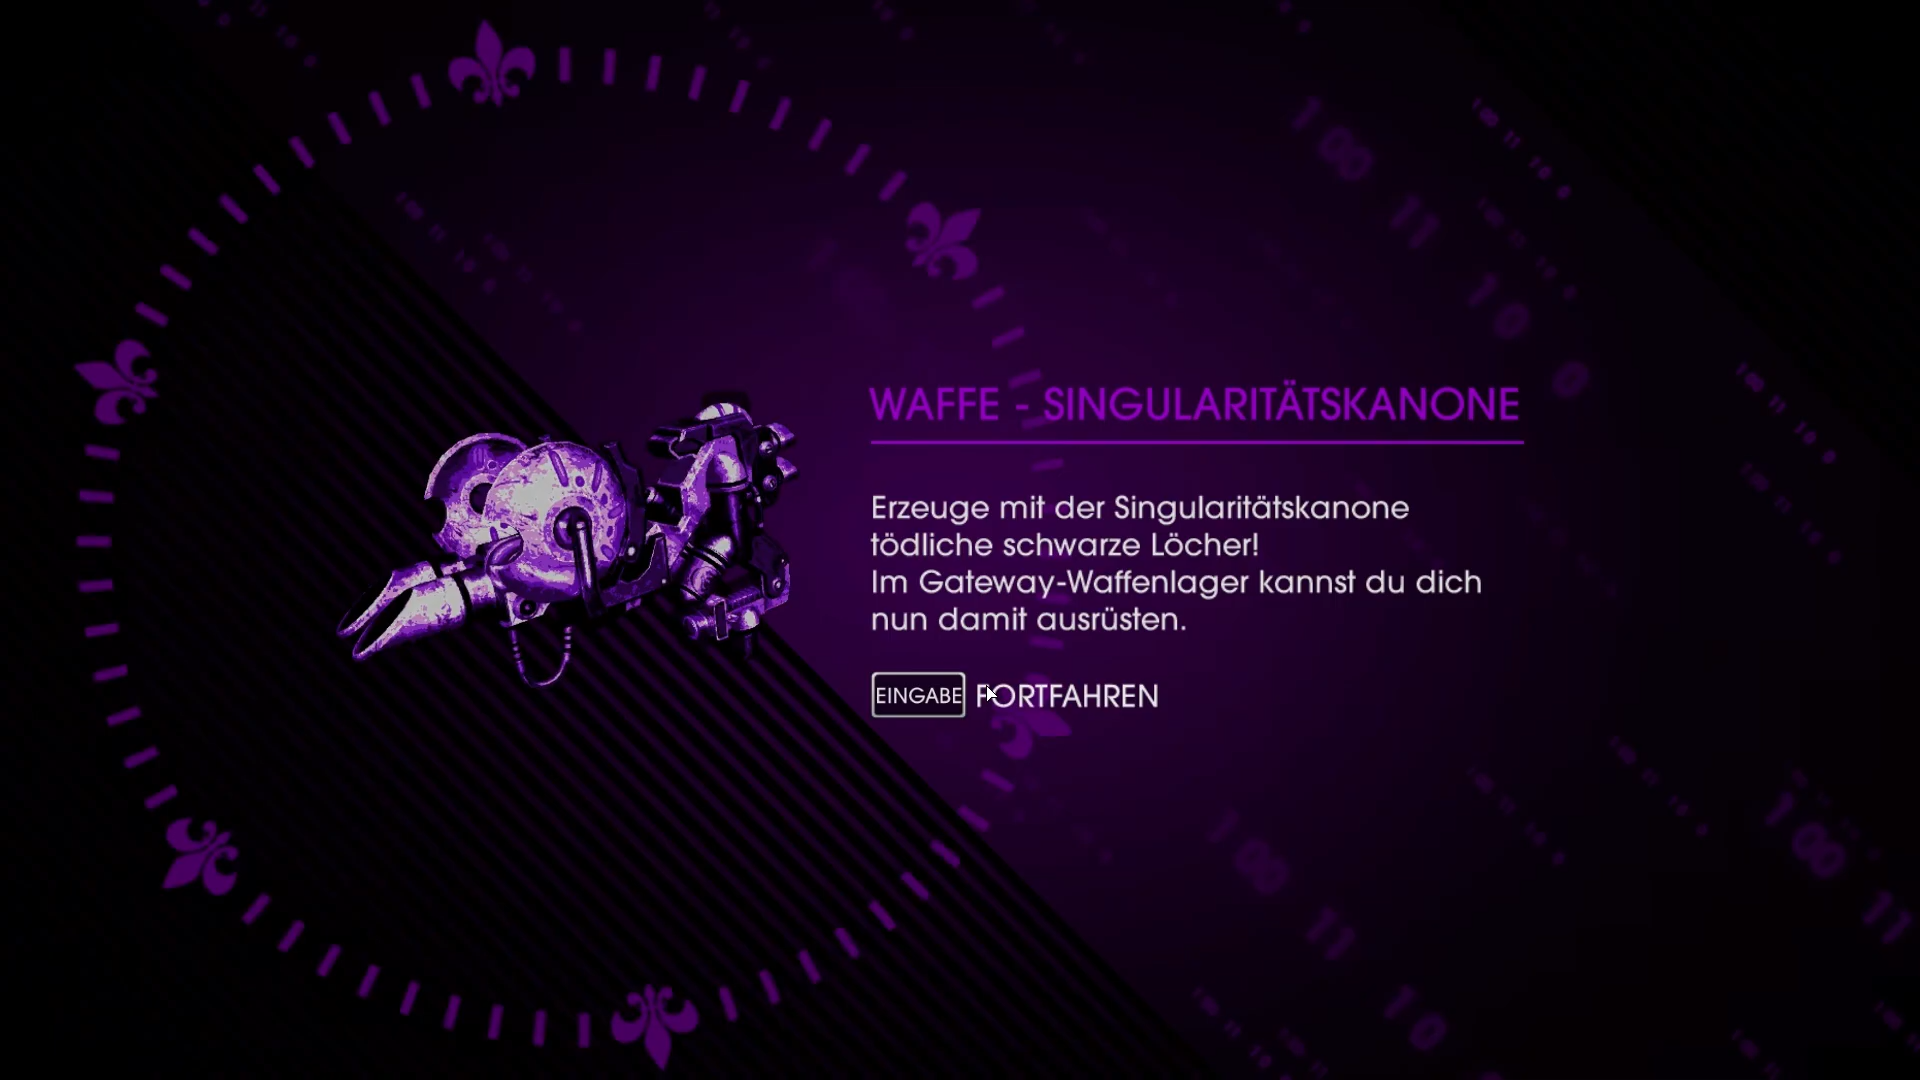 WAFFE - SINGULARITÄTSKANONE
Erzeuge mit der Singularitätskanone
tödliche schwarze Löcher!
Im Gateway-Waffenlager kannst du dich
nun damit ausrüsten.
EINGABE FORTFAHREN